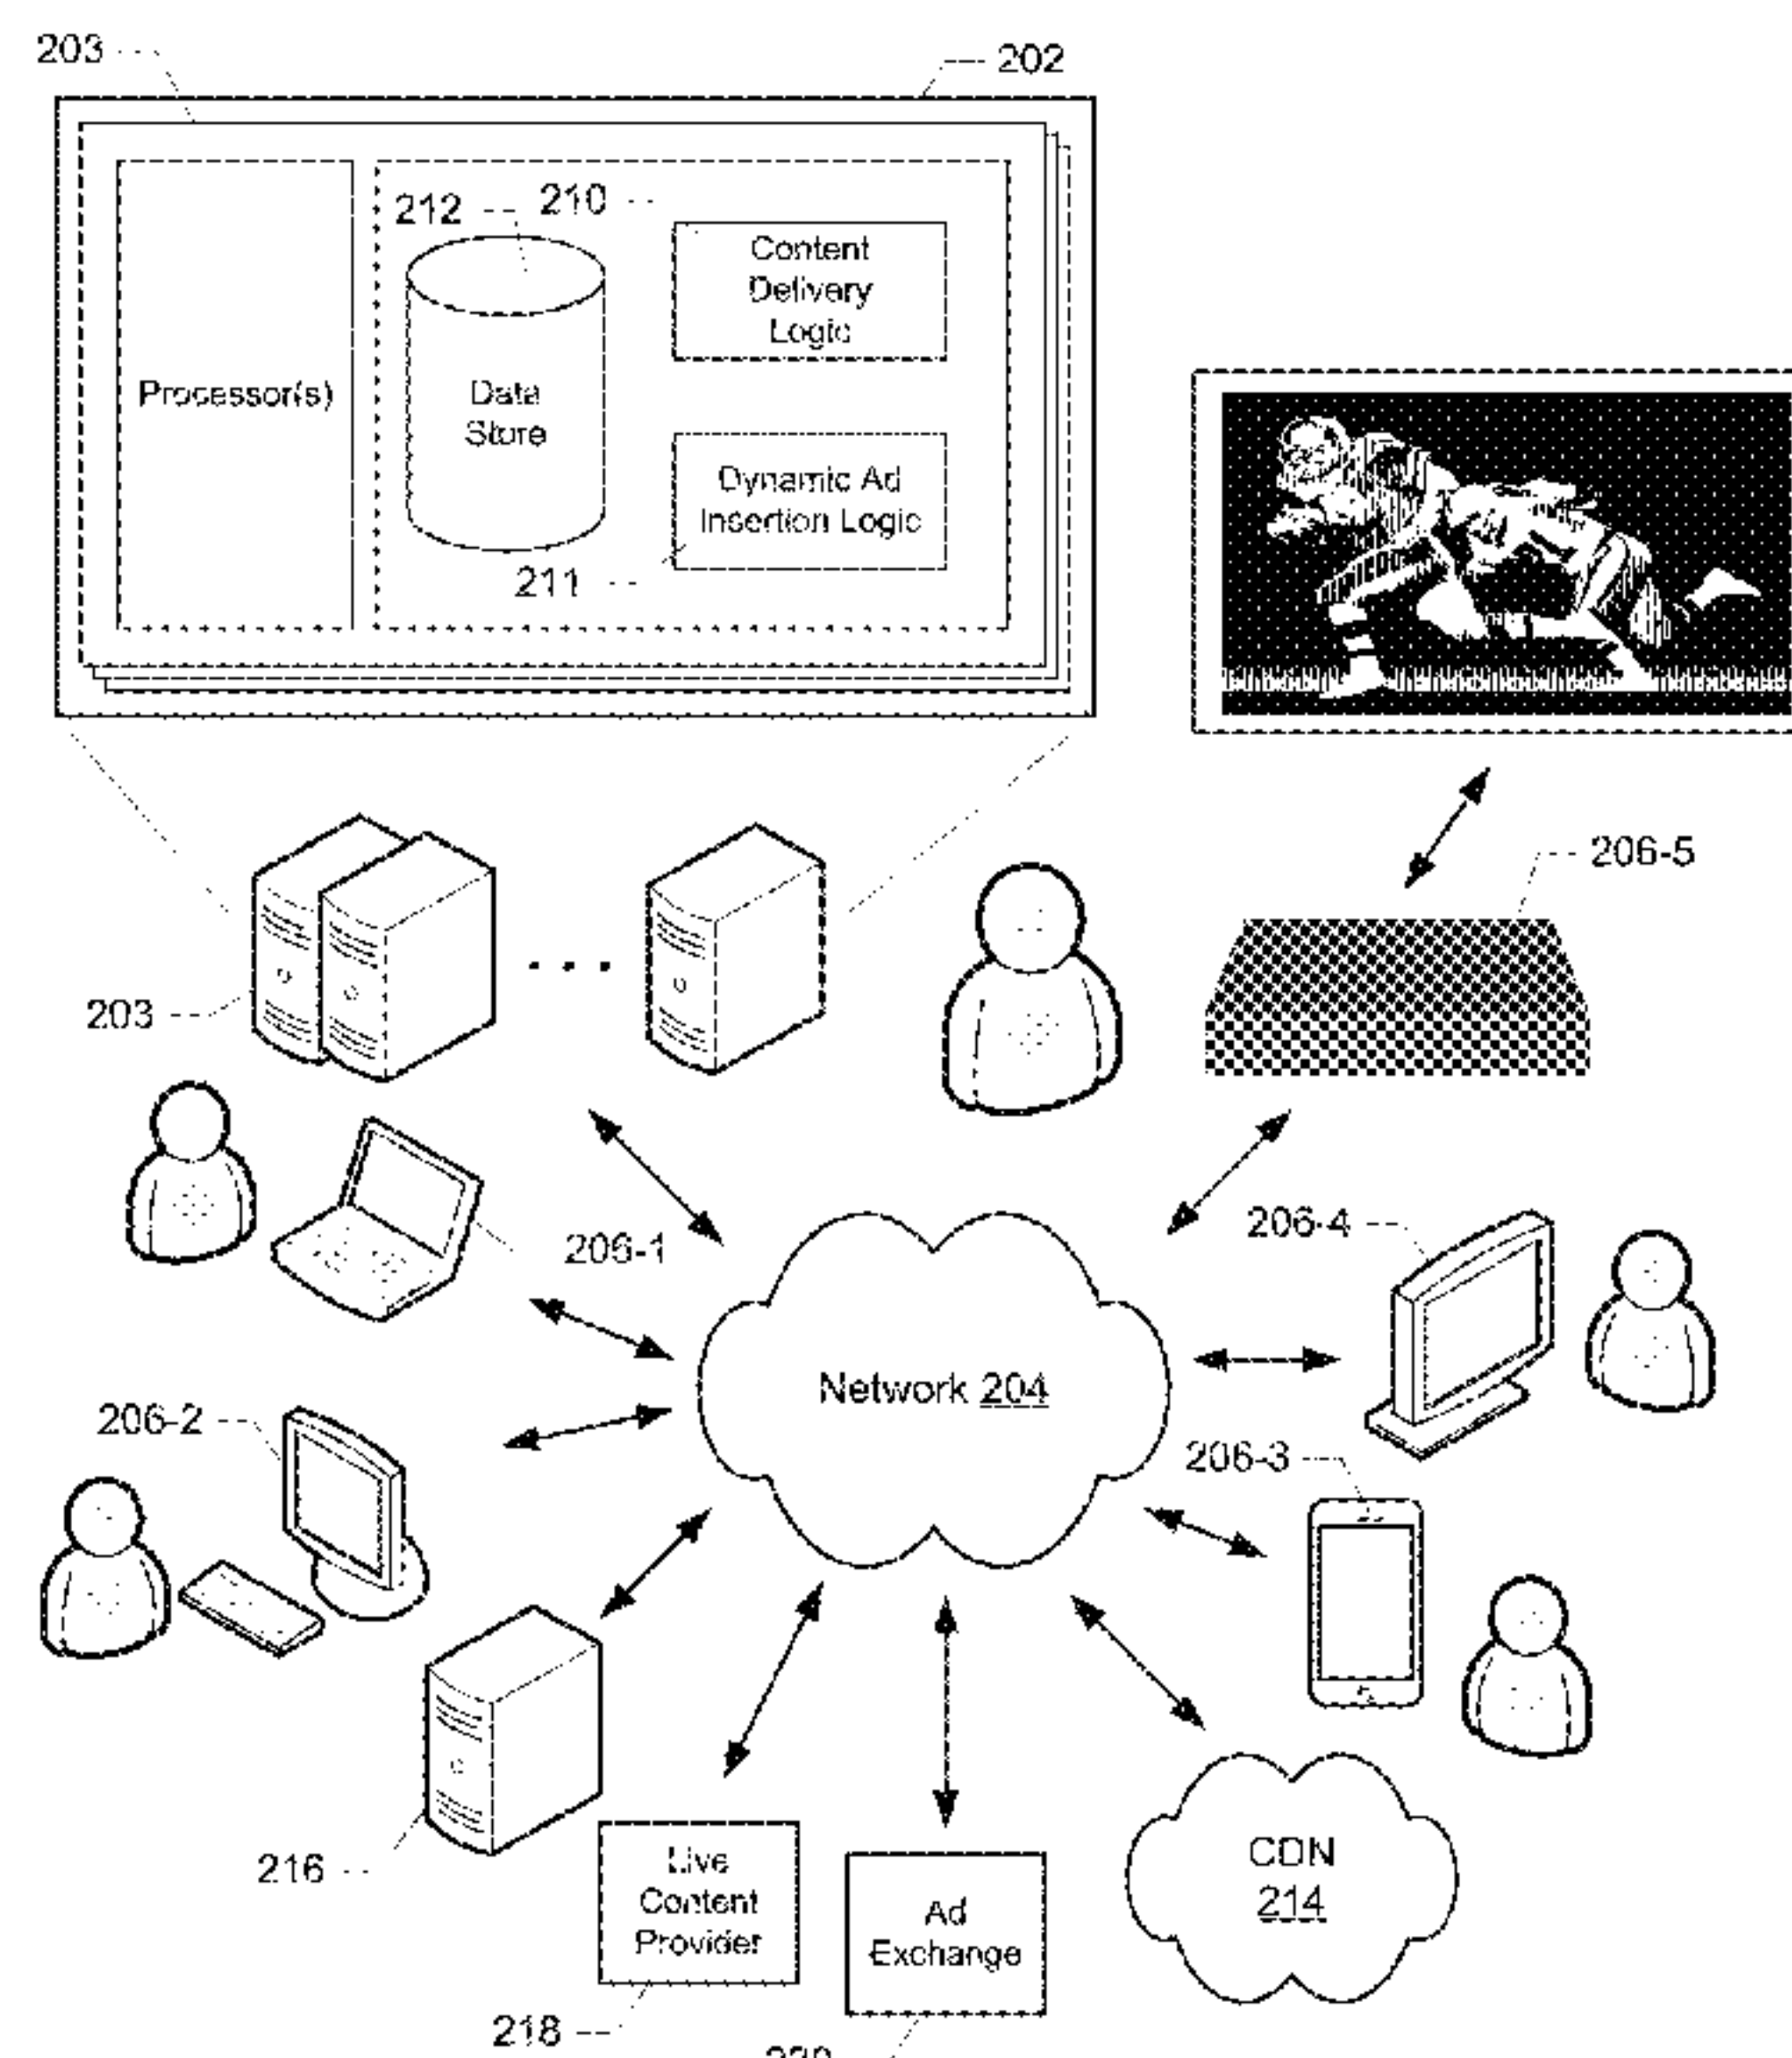 203
202
212
210
Content
Delivery
Logic
Processor(s)
Data
Store
Dynamic Ad
Insertion Logic
211
206-5
203
206-1
206-4
Network 204
206-2
206-3
216
Live
Content
Provider
Ad
Exchange
CDN
214
218